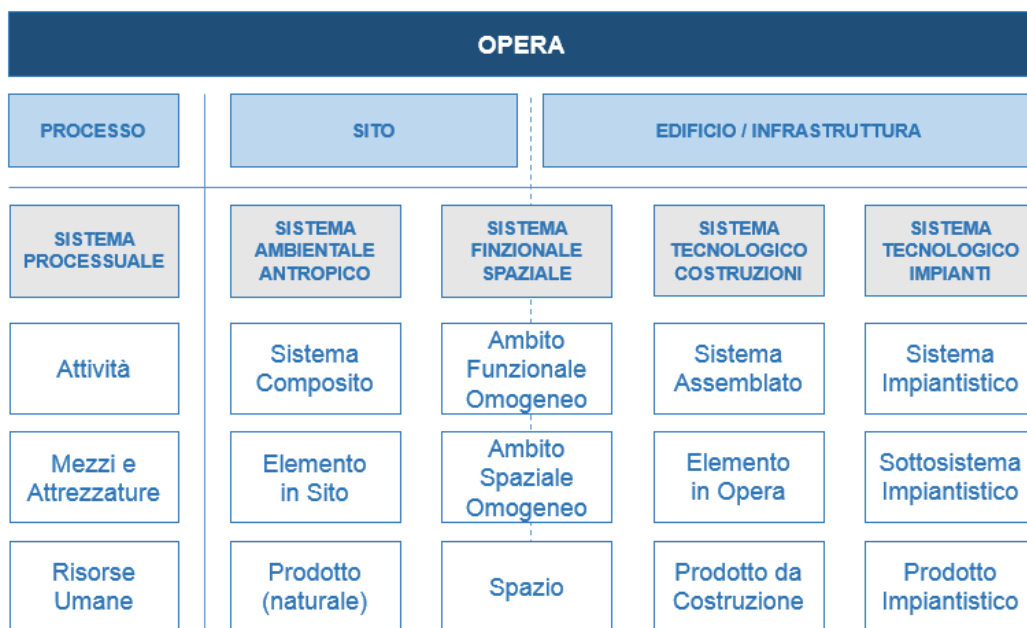 OPERA
PROCESSO
SITO
EDIFICIO / INFRASTRUTTURA
SISTEMA
PROCESSUALE
SISTEMA
AMBIENTALE
ANTROPICO
SISTEMA
FINZIONALE
SPAZIALE
SISTEMA
TECNOLOGICO
COSTRUZIONI
SISTEMA
TECNOLOGICO
IMPIANTI
Attività
Sistema
Composito
Ambito
Funzionale
Omogeneo
Sistema
Assemblato
Sistema
Impiantistico
Mezzi e
Attrezzature
Elemento
in Sito
Ambito
Spaziale
Omogeneo
Elemento
in Opera
Sottosistema
Impiantistico
Risorse
Umane
Prodotto
(naturale)
Spazio
Prodotto da
Costruzione
Prodotto
Impiantistico